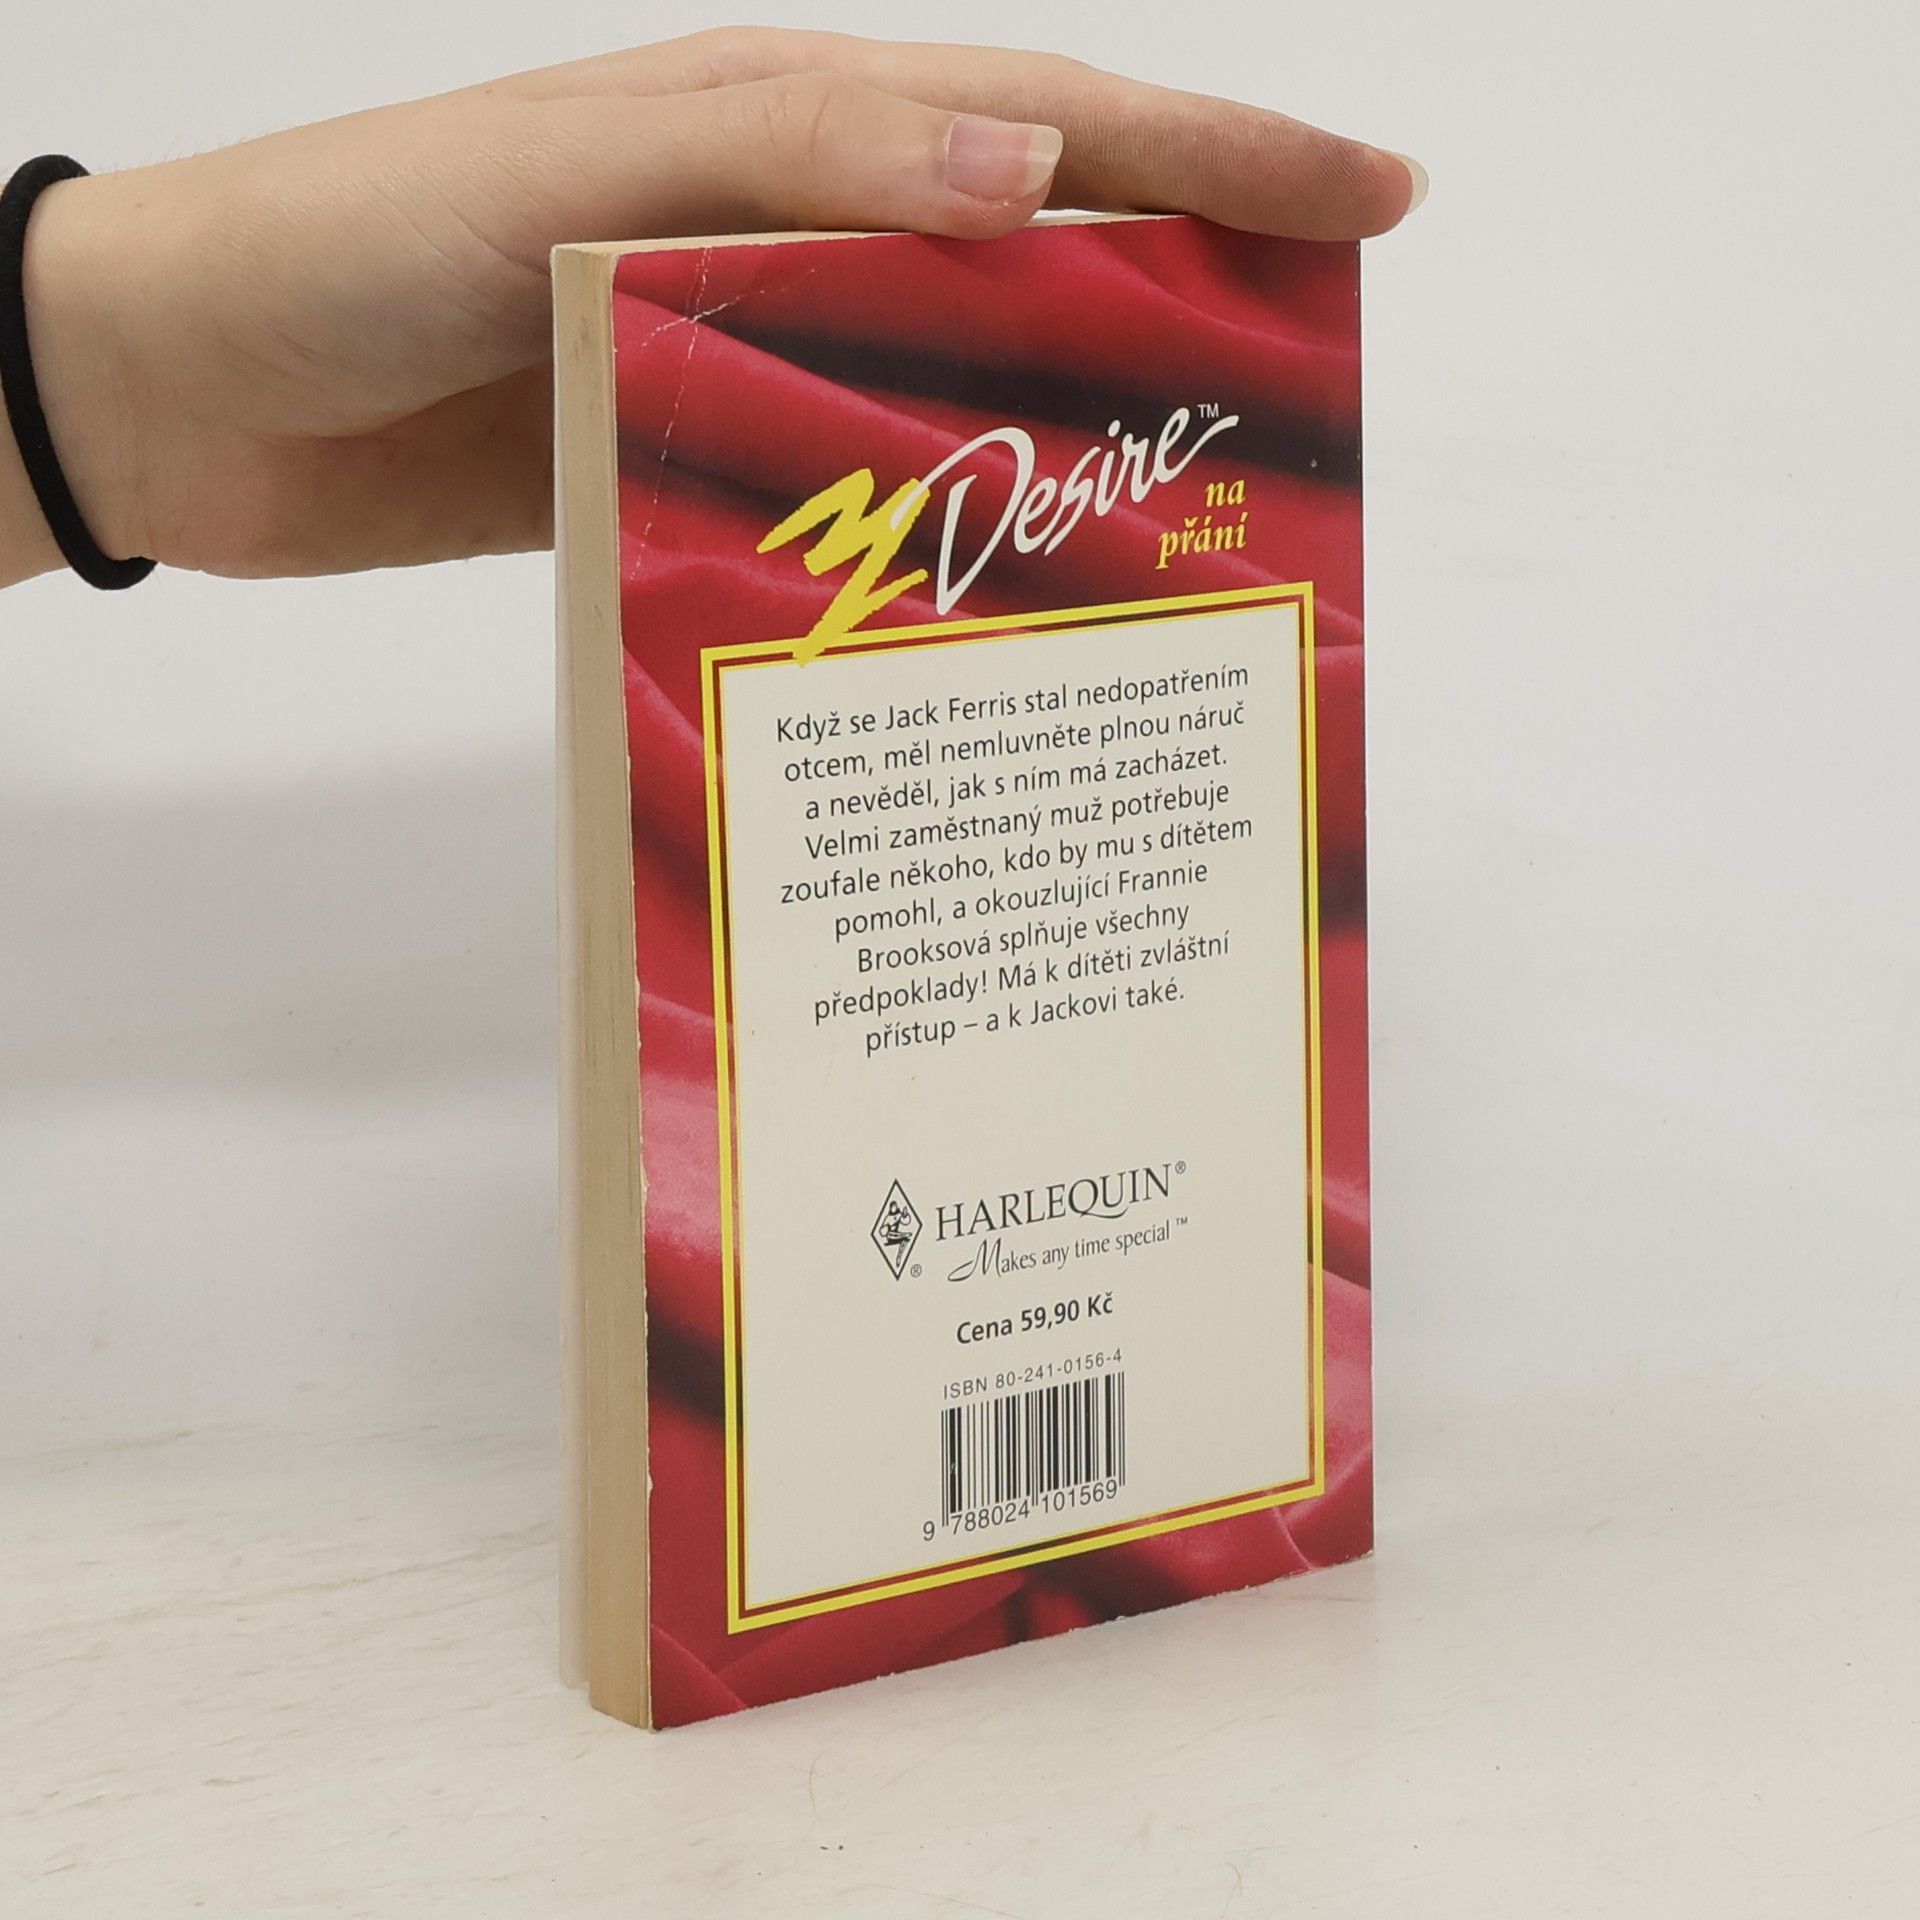 3 Desire™
na
přání
Když se Jack Ferris stal nedopatřením
otcem, měl nemluvněte plnou náruč
a nevěděl, jak s ním má zacházet.
Velmi zaměstnaný muž potřebuje
zoufale někoho, kdo by mu s dítětem
pomohl, a okouzlující Frannie
Brooksová splňuje všechny
předpoklady! Má k dítěti zvláštní
přístup – a k Jackovi také.
HARLEQUIN®
Makes any time special™
®
Cena 59,90 Kč
ISBN 80-241-0156-4
9 788024 101569